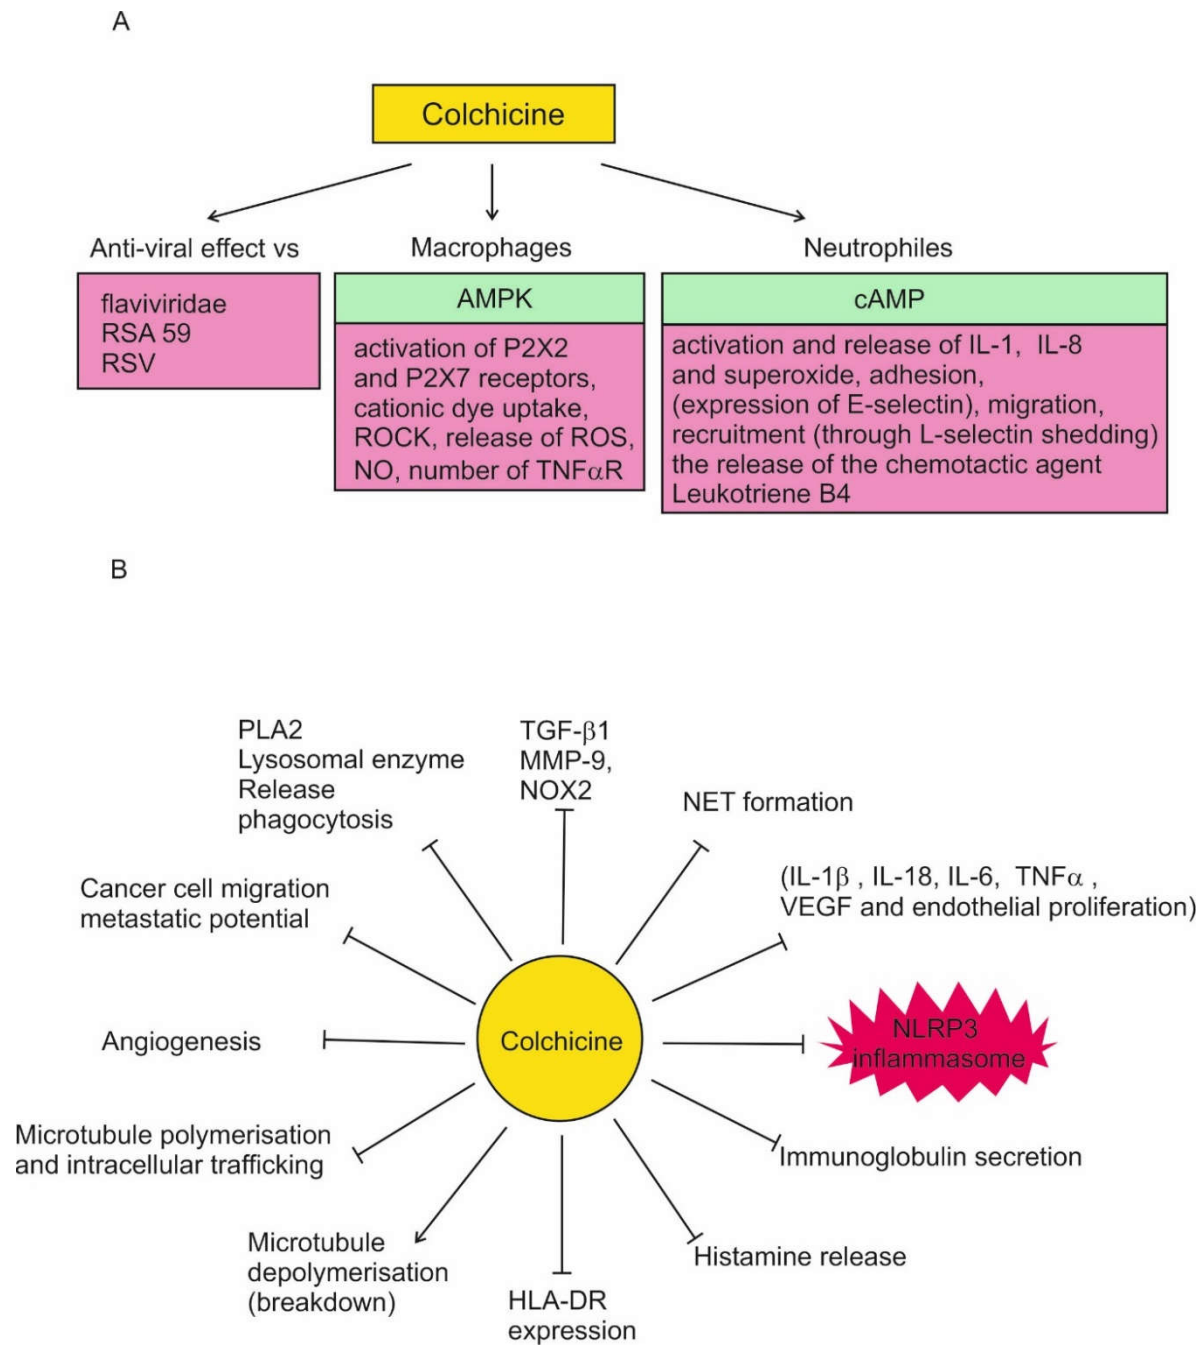 A
Colchicine
Anti-viral effect vs
flaviviridae
RSA 59
RSV
Macrophages
AMPK
activation of P2X2
and P2X7 receptors,
cationic dye uptake,
ROCK, release of ROS,
NO, number of TNFαR
Neutrophiles
cAMP
activation and release of IL-1, IL-8
and superoxide, adhesion,
(expression of E-selectin), migration,
recruitment (through L-selectin shedding)
the release of the chemotactic agent
Leukotriene B4
B
PLA2
Lysosomal enzyme
Release
phagocytosis
TGF-β1
MMP-9,
NOX2
NET formation
(IL-1β , IL-18, IL-6, TNFα ,
VEGF and endothelial proliferation)
Cancer cell migration
metastatic potential
Angiogenesis
Colchicine
NLRP3
inflammasome
Microtubule polymerisation
and intracellular trafficking
Immunoglobulin secretion
Microtubule
depolymerisation
(breakdown)
HLA-DR
expression
Histamine release